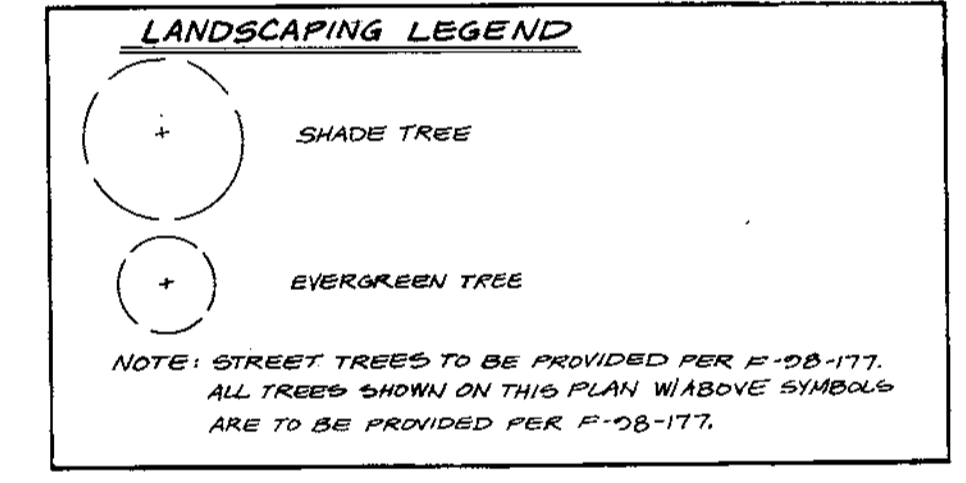 LANDSCAPING LEGEND
SHADE TREE
EVERGREEN TREE
NOTE: STREET TREES TO BE PROVIDED PER F-98-177.
ALL TREES SHOWN ON THIS PLAN W/ABOVE SYMBOLS
ARE TO BE PROVIDED PER F-98-177.